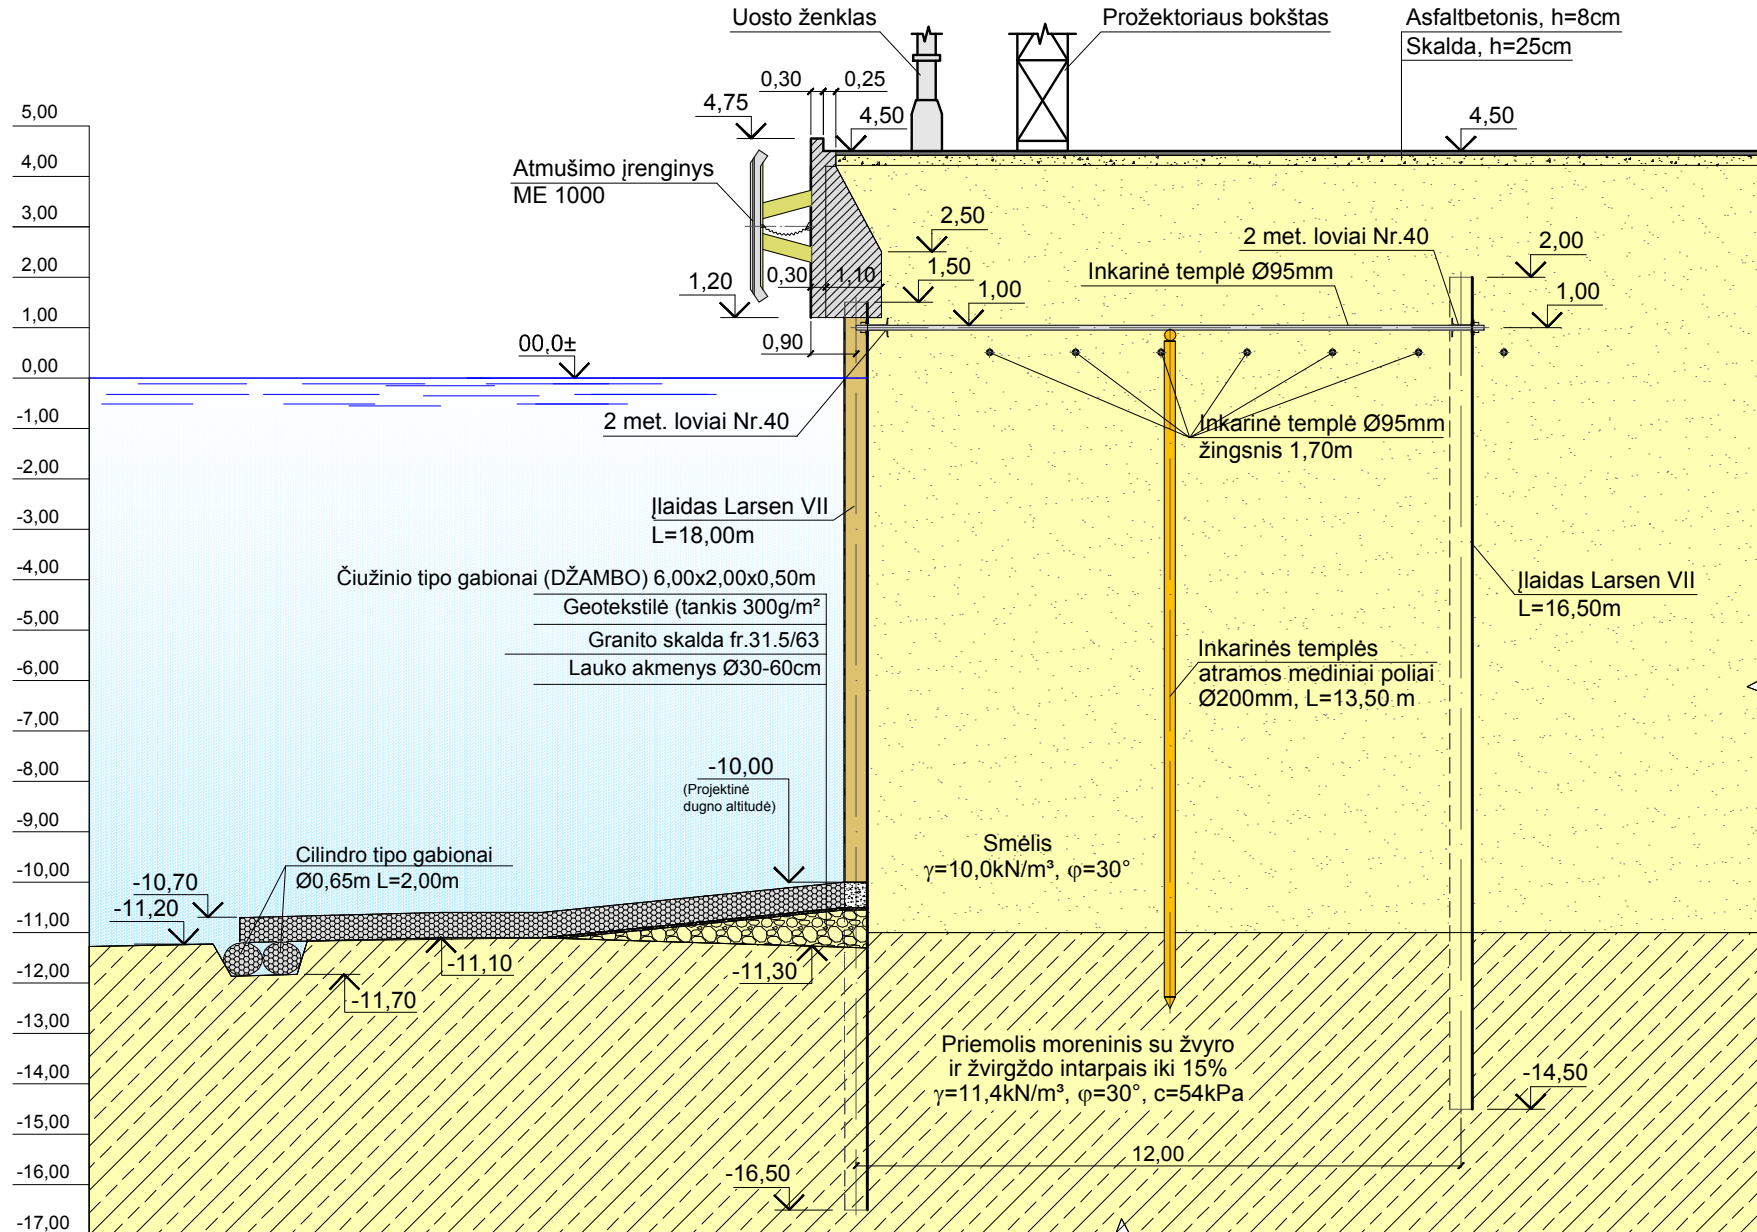 Uosto ženklas
Prožektoriaus bokštas
Asfaltbetonis, h=8cm
Skalda, h=25cm
0,30
0,25
4,75
4,50
4,50
Atmušimo įrenginys
ME 1000
2,50
2 met. loviai Nr.40
2,00
0,30
1,10
1,50
Inkarinė templė Ø95mm
1,20
1,00
1,00
00,0±
0,90
2 met. loviai Nr.40
Inkarinė templė Ø95mm
žingsnis 1,70m
Įlaidas Larsen VII
L=18,00m
Čiužinio tipo gabionai (DŽAMBO) 6,00x2,00x0,50m
Geotekstilė (tankis 300g/m²
Granito skalda fr.31.5/63
Lauko akmenys Ø30-60cm
Įlaidas Larsen VII
L=16,50m
Inkarinės templės
atramos mediniai poliai
Ø200mm, L=13,50 m
-10,00
(Projektinė
dugno altitudė)
Smėlis
γ=10,0kN/m³, φ=30°
Cilindro tipo gabionai
Ø0,65m L=2,00m
-10,70
-11,20
-11,10
-11,30
-11,70
Priemolis moreninis su žvyro
ir žvirgždo intarpais iki 15%
γ=11,4kN/m³, φ=30°, c=54kPa
-14,50
12,00
-16,50
5,00
4,00
3,00
2,00
1,00
0,00
-1,00
-2,00
-3,00
-4,00
-5,00
-6,00
-7,00
-8,00
-9,00
-10,00
-11,00
-12,00
-13,00
-14,00
-15,00
-16,00
-17,00